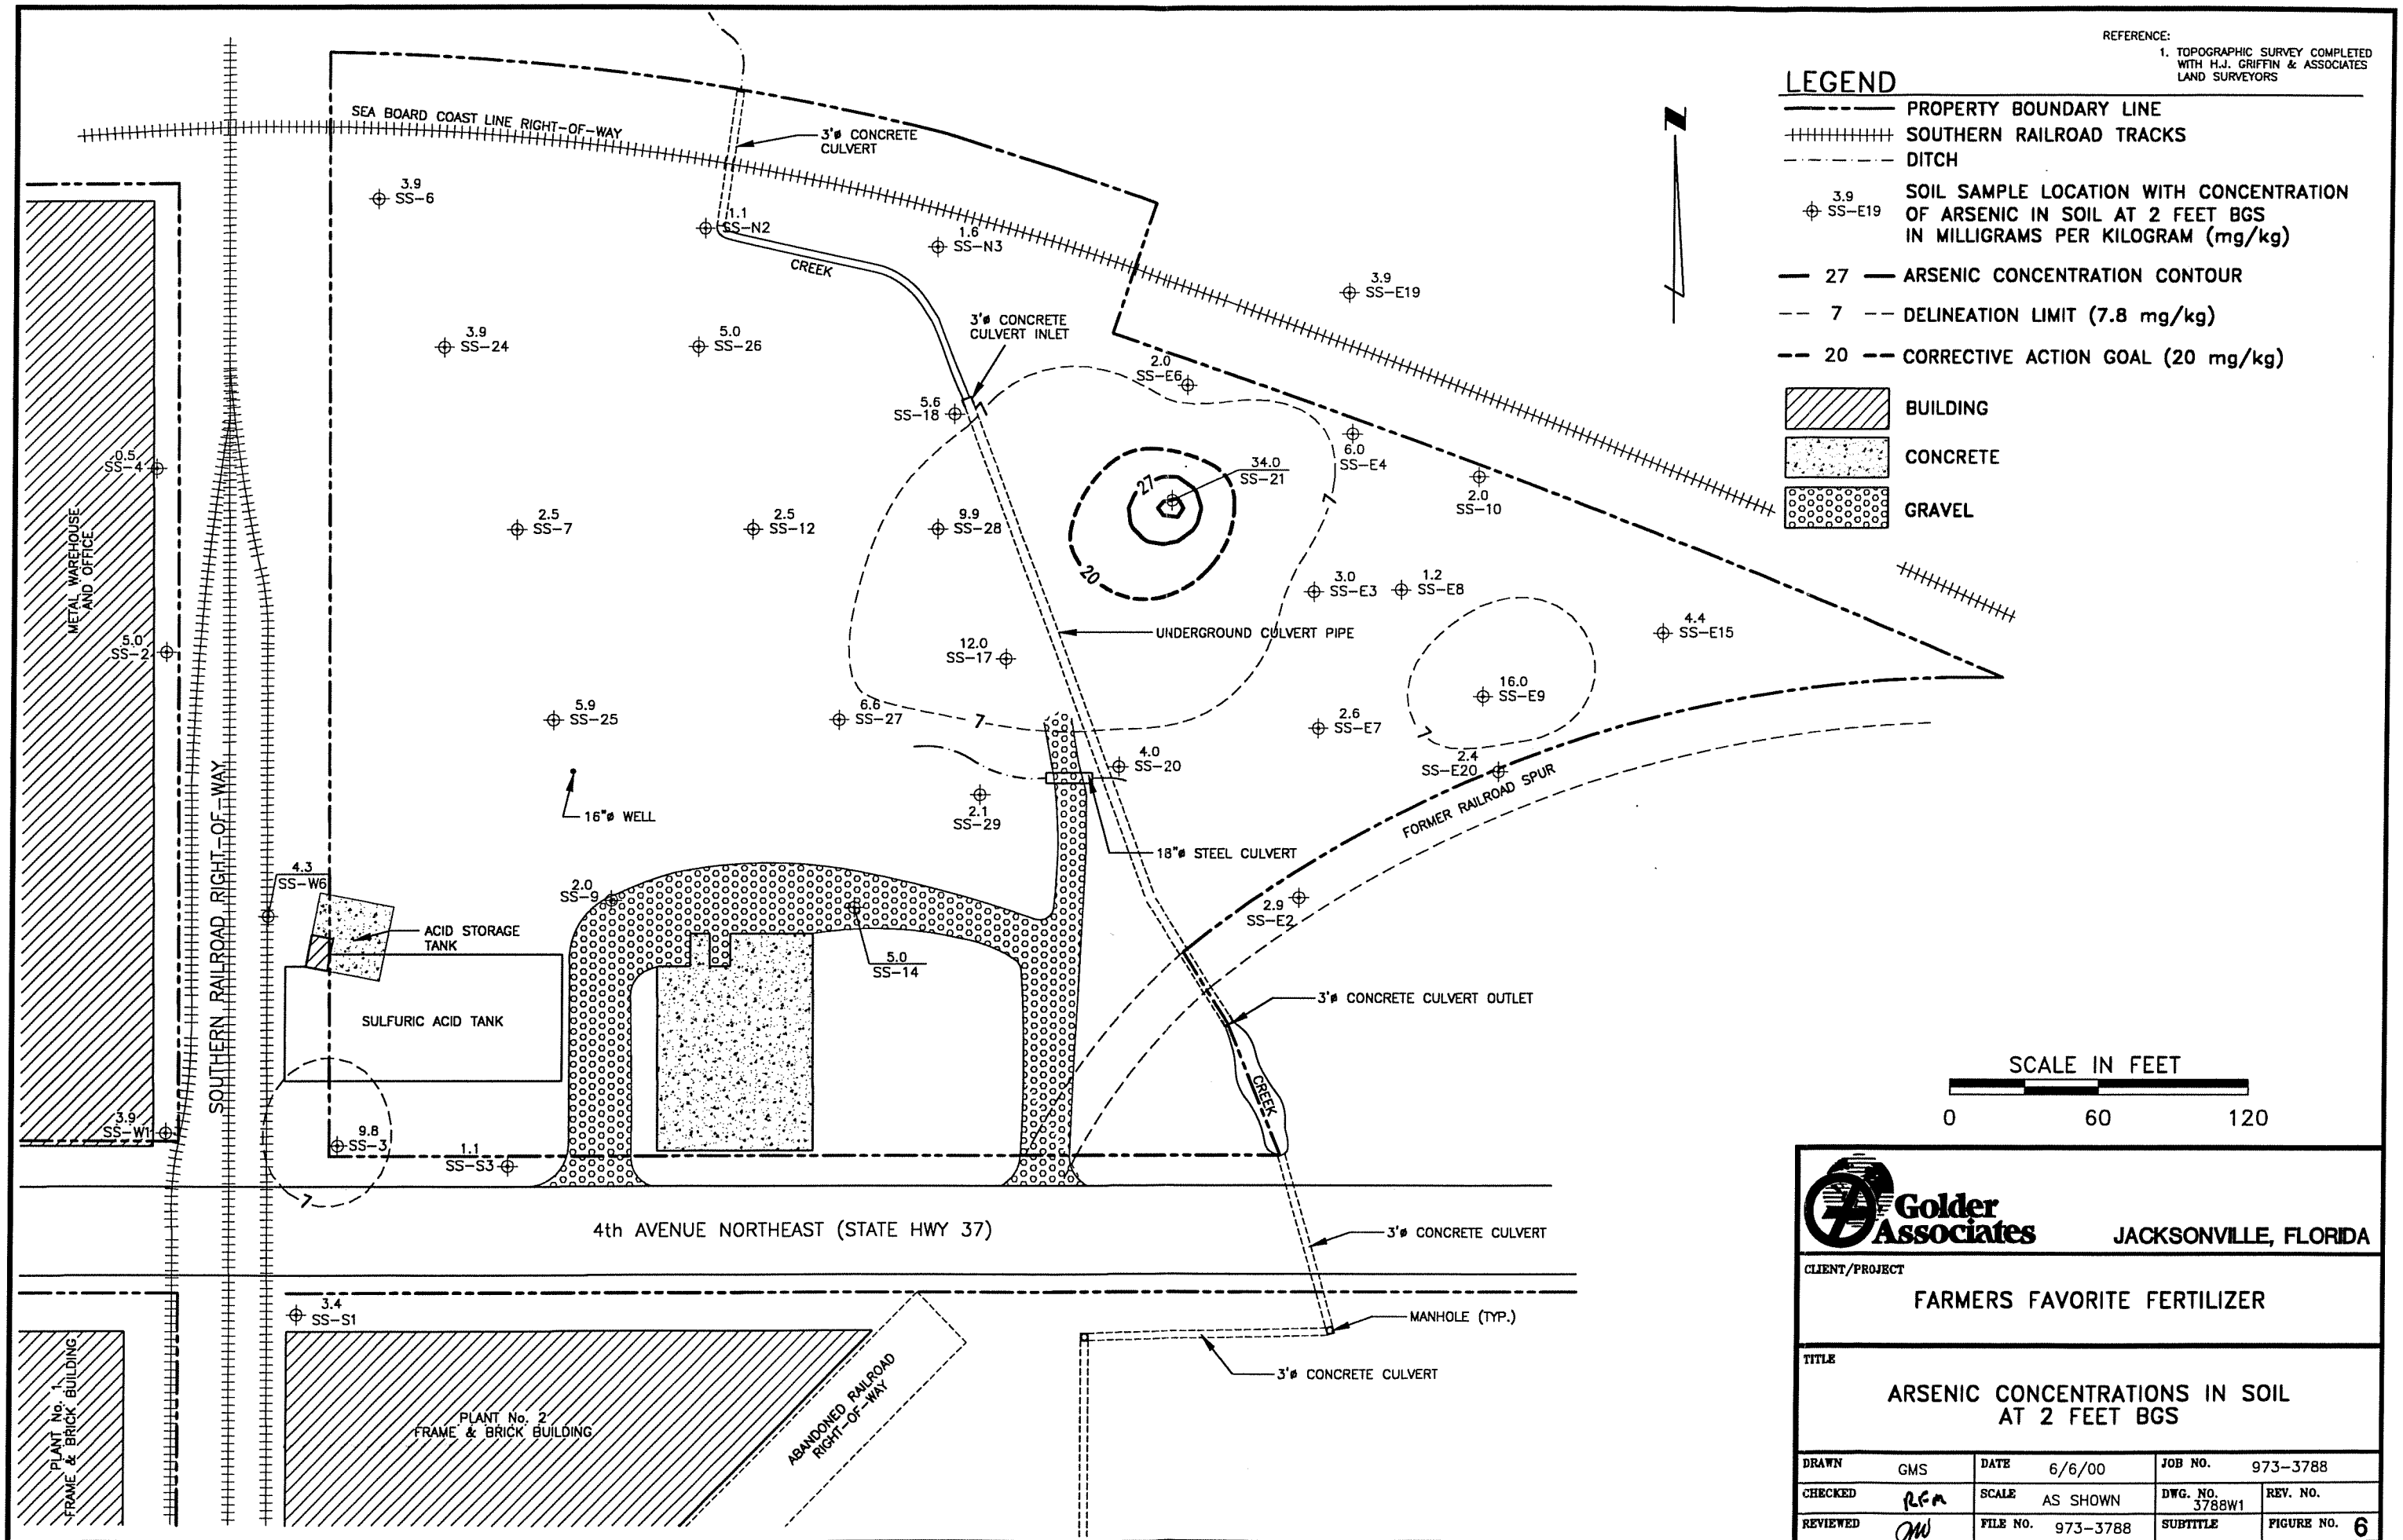 REFERENCE:
1. TOPOGRAPHIC SURVEY COMPLETED
WITH H.J. GRIFFIN & ASSOCIATES
LAND SURVEYORS
LEGEND
PROPERTY BOUNDARY LINE
SOUTHERN RAILROAD TRACKS
DITCH
3.9
SS-E19
SOIL SAMPLE LOCATION WITH CONCENTRATION
OF ARSENIC IN SOIL AT 2 FEET BGS
IN MILLIGRAMS PER KILOGRAM (mg/kg)
27 ARSENIC CONCENTRATION CONTOUR
7 DELINEATION LIMIT (7.8 mg/kg)
20 CORRECTIVE ACTION GOAL (20 mg/kg)
BUILDING
CONCRETE
GRAVEL
N
SEA BOARD COAST LINE RIGHT-OF-WAY
3'ø CONCRETE
CULVERT
3.9
SS-6
1.1
SS-N2
1.6
SS-N3
CREEK
3.9
SS-E19
3'ø CONCRETE
CULVERT INLET
3.9
SS-24
5.0
SS-26
2.0
SS-E6
5.6
SS-18
7
6.0
SS-E4
0.5
SS-4
34.0
SS-21
27
2.0
SS-10
7
2.5
SS-7
2.5
SS-12
9.9
SS-28
20
METAL WAREHOUSE
AND OFFICE
3.0
SS-E3
1.2
SS-E8
4.4
SS-E15
UNDERGROUND CULVERT PIPE
5.0
SS-2
12.0
SS-17
16.0
SS-E9
5.9
SS-25
6.6
SS-27
7
2.6
SS-E7
7
4.0
SS-20
2.4
SS-E20
16"ø WELL
2.1
SS-29
FORMER RAILROAD SPUR
18"ø STEEL CULVERT
SOUTHERN RAILROAD RIGHT-OF-WAY
4.3
SS-W6
2.0
SS-9
2.9
SS-E2
ACID STORAGE
TANK
5.0
SS-14
3'ø CONCRETE CULVERT OUTLET
SULFURIC ACID TANK
CREEK
SCALE IN FEET
0 60 120
3.9
SS-W1
9.8
SS-3
1.1
SS-S3
7
4th AVENUE NORTHEAST (STATE HWY 37)
3'ø CONCRETE CULVERT
3.4
SS-S1
MANHOLE (TYP.)
3'ø CONCRETE CULVERT
PLANT No. 1
FRAME & BRICK BUILDING
PLANT No. 2
FRAME & BRICK BUILDING
ABANDONED RAILROAD
RIGHT-OF-WAY
Golder
Associates
JACKSONVILLE, FLORIDA
CLIENT/PROJECT
FARMERS FAVORITE FERTILIZER
TITLE
ARSENIC CONCENTRATIONS IN SOIL
AT 2 FEET BGS
DRAWN GMS DATE 6/6/00 JOB NO. 973-3788
CHECKED RFM SCALE AS SHOWN DWG. NO. 3788W1 REV. NO.
REVIEWED FILE NO. 973-3788 SUBTITLE FIGURE NO. 6